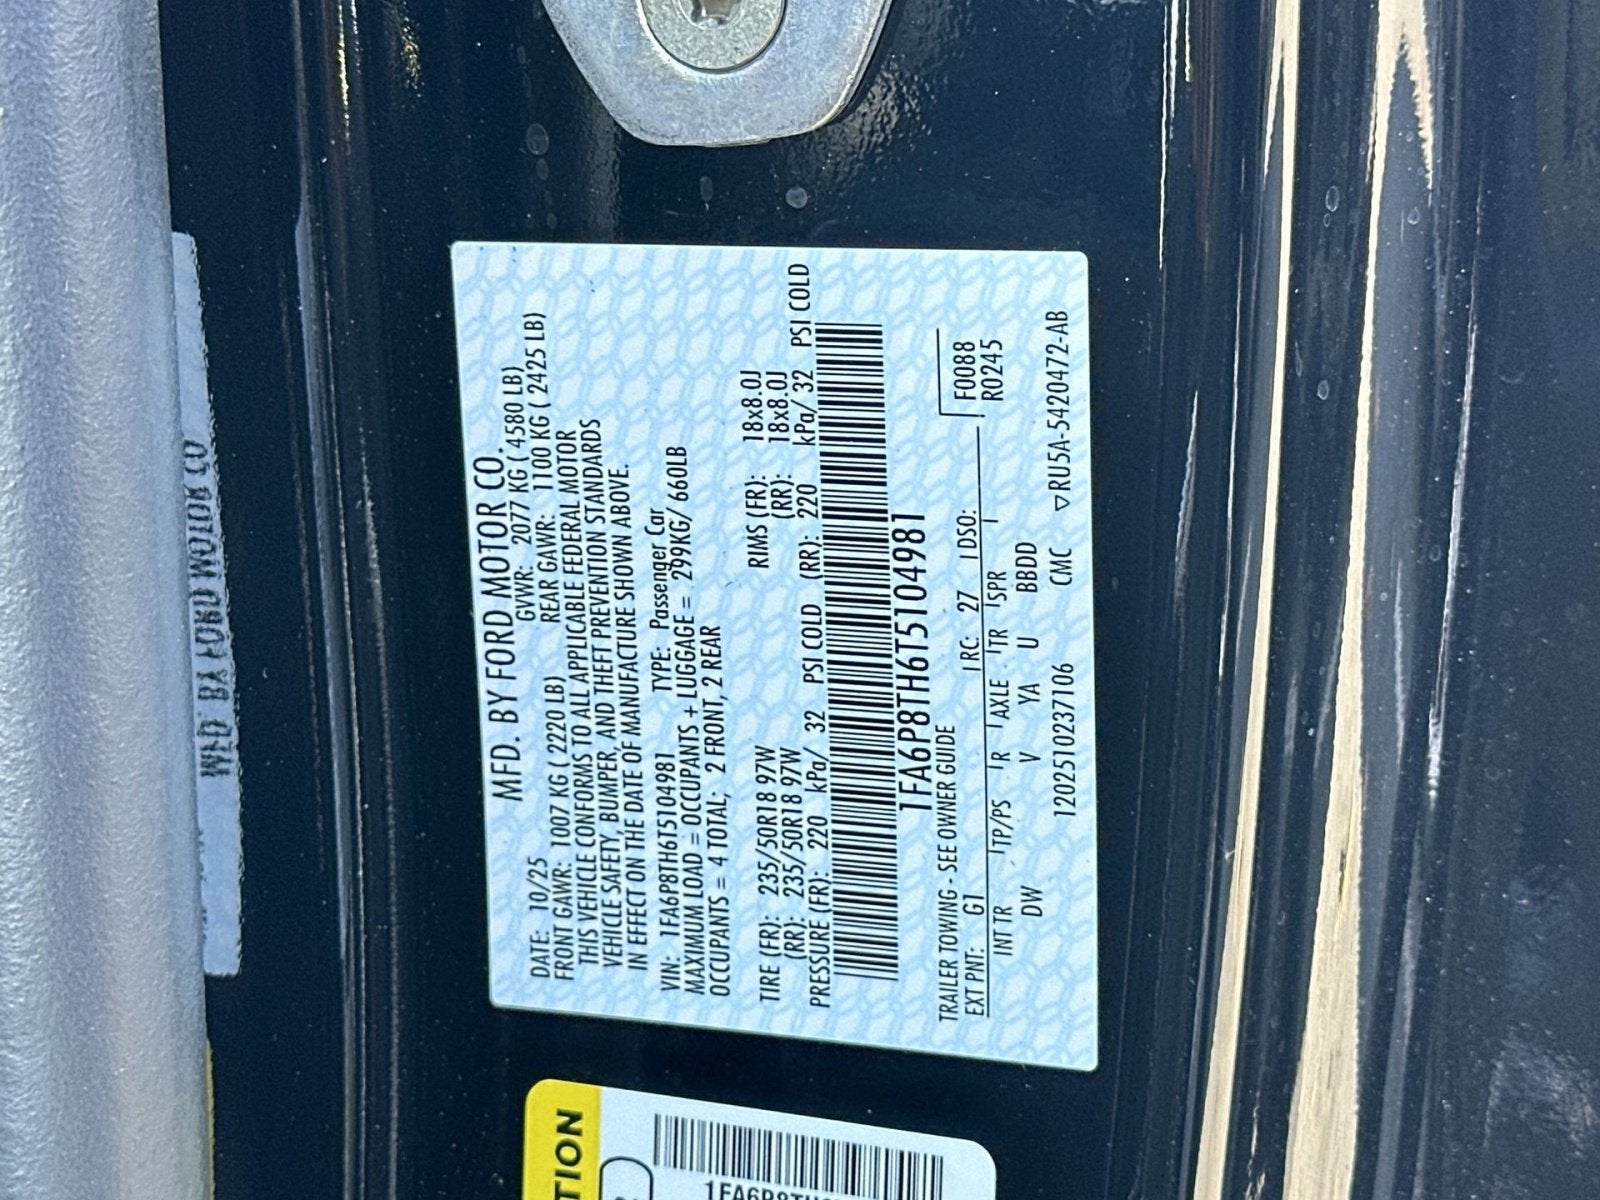 MFD. BY FORD MOTOR CO.
DATE: 10/25 GVWR: 2077 KG ( 4580 LB)
FRONT GAWR: 1007 KG ( 2220 LB) REAR GAWR: 1100 KG ( 2425 LB)
THIS VEHICLE CONFORMS TO ALL APPLICABLE FEDERAL MOTOR
VEHICLE SAFETY, BUMPER, AND THEFT PREVENTION STANDARDS
IN EFFECT ON THE DATE OF MANUFACTURE SHOWN ABOVE.
VIN: 1FA6P8TH6T5104981 TYPE: Passenger Car
MAXIMUM LOAD = OCCUPANTS + LUGGAGE = 299KG/ 660LB
OCCUPANTS = 4 TOTAL; 2 FRONT, 2 REAR
TIRE (FR): 235/50R18 97W RIMS (FR): 18x8.0J
(RR): 235/50R18 97W (RR): 18x8.0J
PRESSURE (FR): 220 kPa/ 32 PSI COLD (RR): 220 kPa/ 32 PSI COLD
1FA6P8TH6T5104981
TRAILER TOWING - SEE OWNER GUIDE
EXT PNT: G1 RC: 27 DSO: F0088
INT TR TP/PS R AXLE TR SPR R0245
DW V YA U BBDD
120251023​7106 CMC ▽RU5A-5420472-AB
MFD. BY FORD MOTOR CO
TION